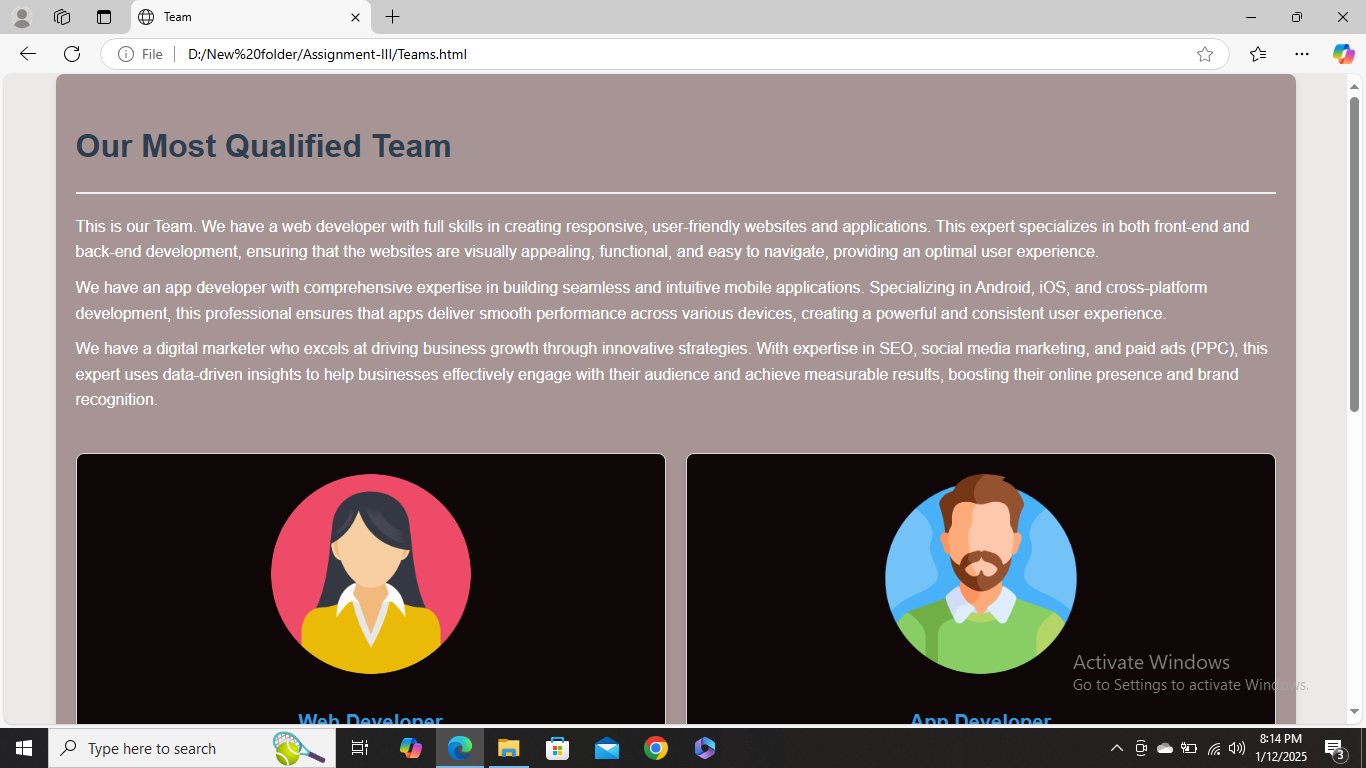 Team
File
D:/New%20folder/Assignment-III/Teams.html
Our Most Qualified Team
This is our Team. We have a web developer with full skills in creating responsive, user-friendly websites and applications. This expert specializes in both front-end and
back-end development, ensuring that the websites are visually appealing, functional, and easy to navigate, providing an optimal user experience.
We have an app developer with comprehensive expertise in building seamless and intuitive mobile applications. Specializing in Android, iOS, and cross-platform
development, this professional ensures that apps deliver smooth performance across various devices, creating a powerful and consistent user experience.
We have a digital marketer who excels at driving business growth through innovative strategies. With expertise in SEO, social media marketing, and paid ads (PPC), this
expert uses data-driven insights to help businesses effectively engage with their audience and achieve measurable results, boosting their online presence and brand
recognition.
Web Developer
App Developer
Activate Windows
Go to Settings to activate Windows.
Type here to search
8:14 PM
1/12/2025
3